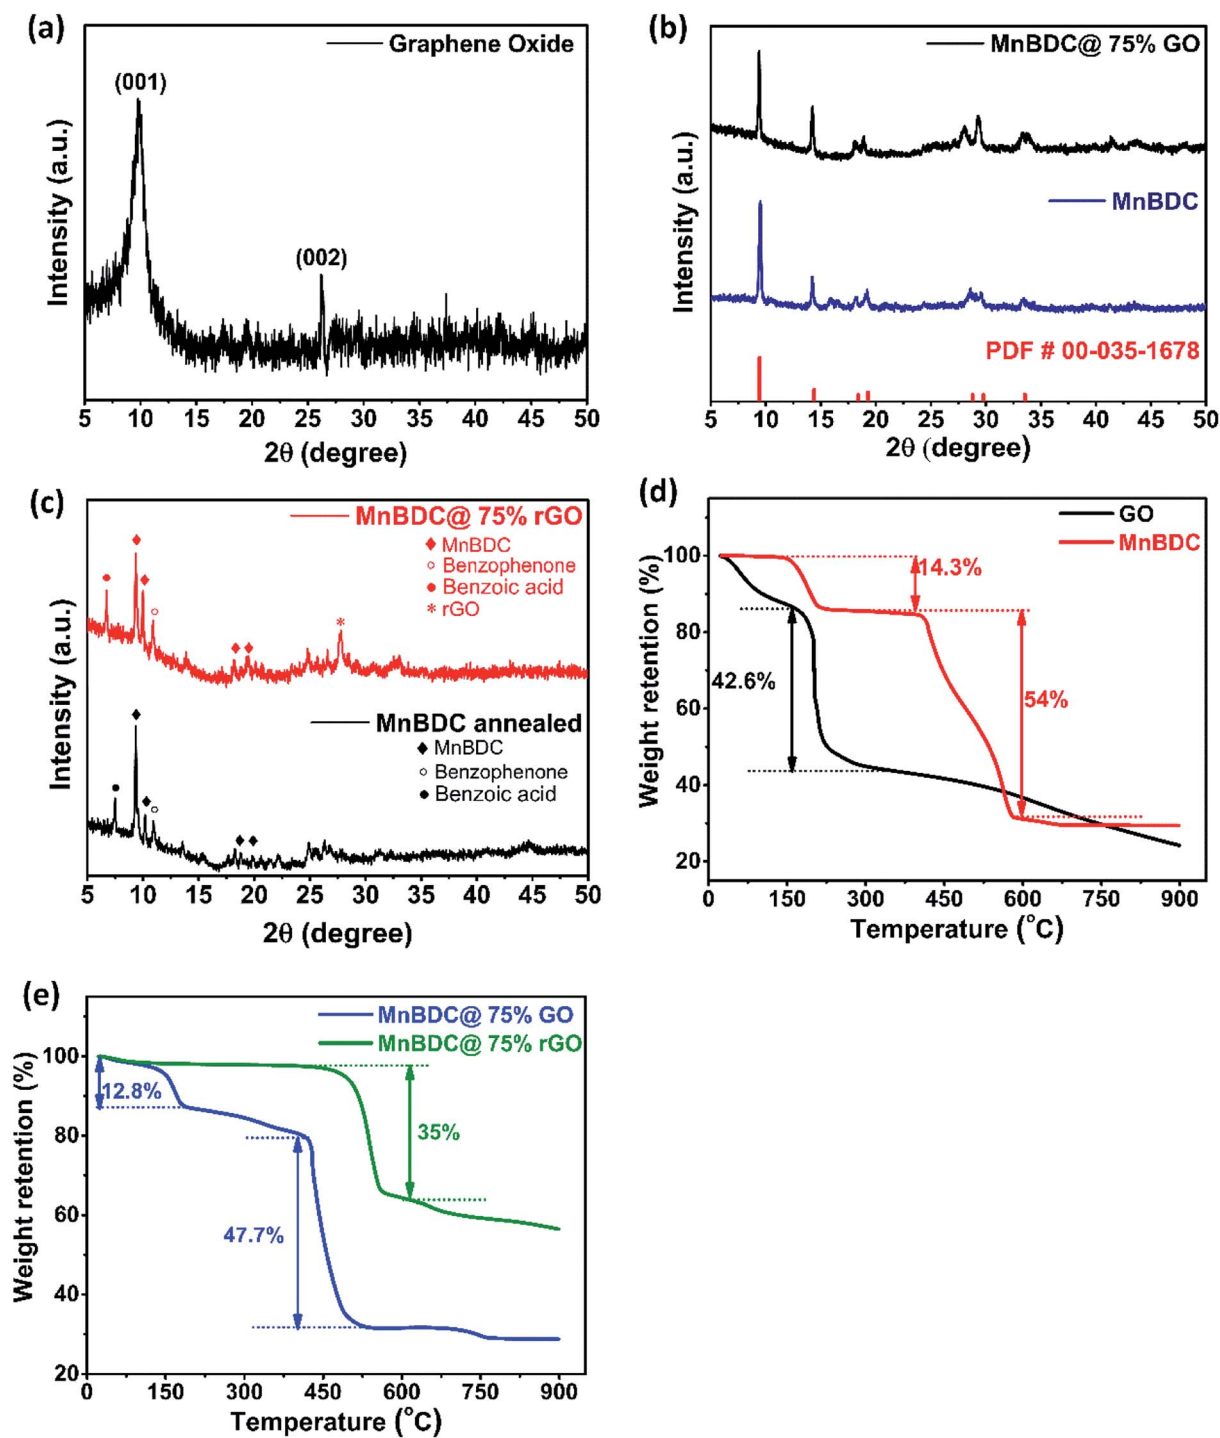 (a)
Graphene Oxide
(001)
(002)
Intensity (a.u.)
5 10 15 20 25 30 35 40 45 50
2θ (degree)
(b)
MnBDC@ 75% GO
MnBDC
PDF # 00-035-1678
Intensity (a.u.)
5 10 15 20 25 30 35 40 45 50
2θ (degree)
(c)
MnBDC@ 75% rGO
♦ MnBDC
○ Benzophenone
● Benzoic acid
* rGO
*
MnBDC annealed
♦ MnBDC
○ Benzophenone
● Benzoic acid
Intensity (a.u.)
5 10 15 20 25 30 35 40 45 50
2θ (degree)
(d)
GO
MnBDC
100
80
60
40
20
14.3%
42.6%
54%
Weight retention (%)
0 150 300 450 600 750 900
Temperature (°C)
(e)
MnBDC@ 75% GO
MnBDC@ 75% rGO
100
80
60
40
20
12.8%
35%
47.7%
Weight retention (%)
0 150 300 450 600 750 900
Temperature (°C)